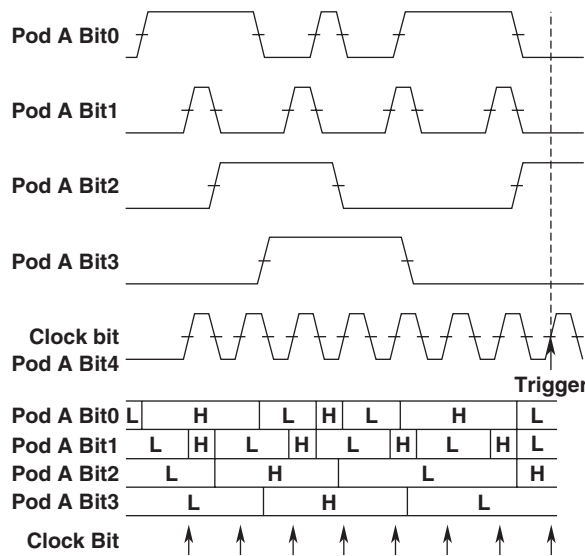 Pod A Bit0
Pod A Bit1
Pod A Bit2
Pod A Bit3
Clock bit
Pod A Bit4
Trigger
Pod A Bit0 L H L H L H L
Pod A Bit1 L H L H L H L H L
Pod A Bit2 L H L H
Pod A Bit3 L H L
Clock Bit